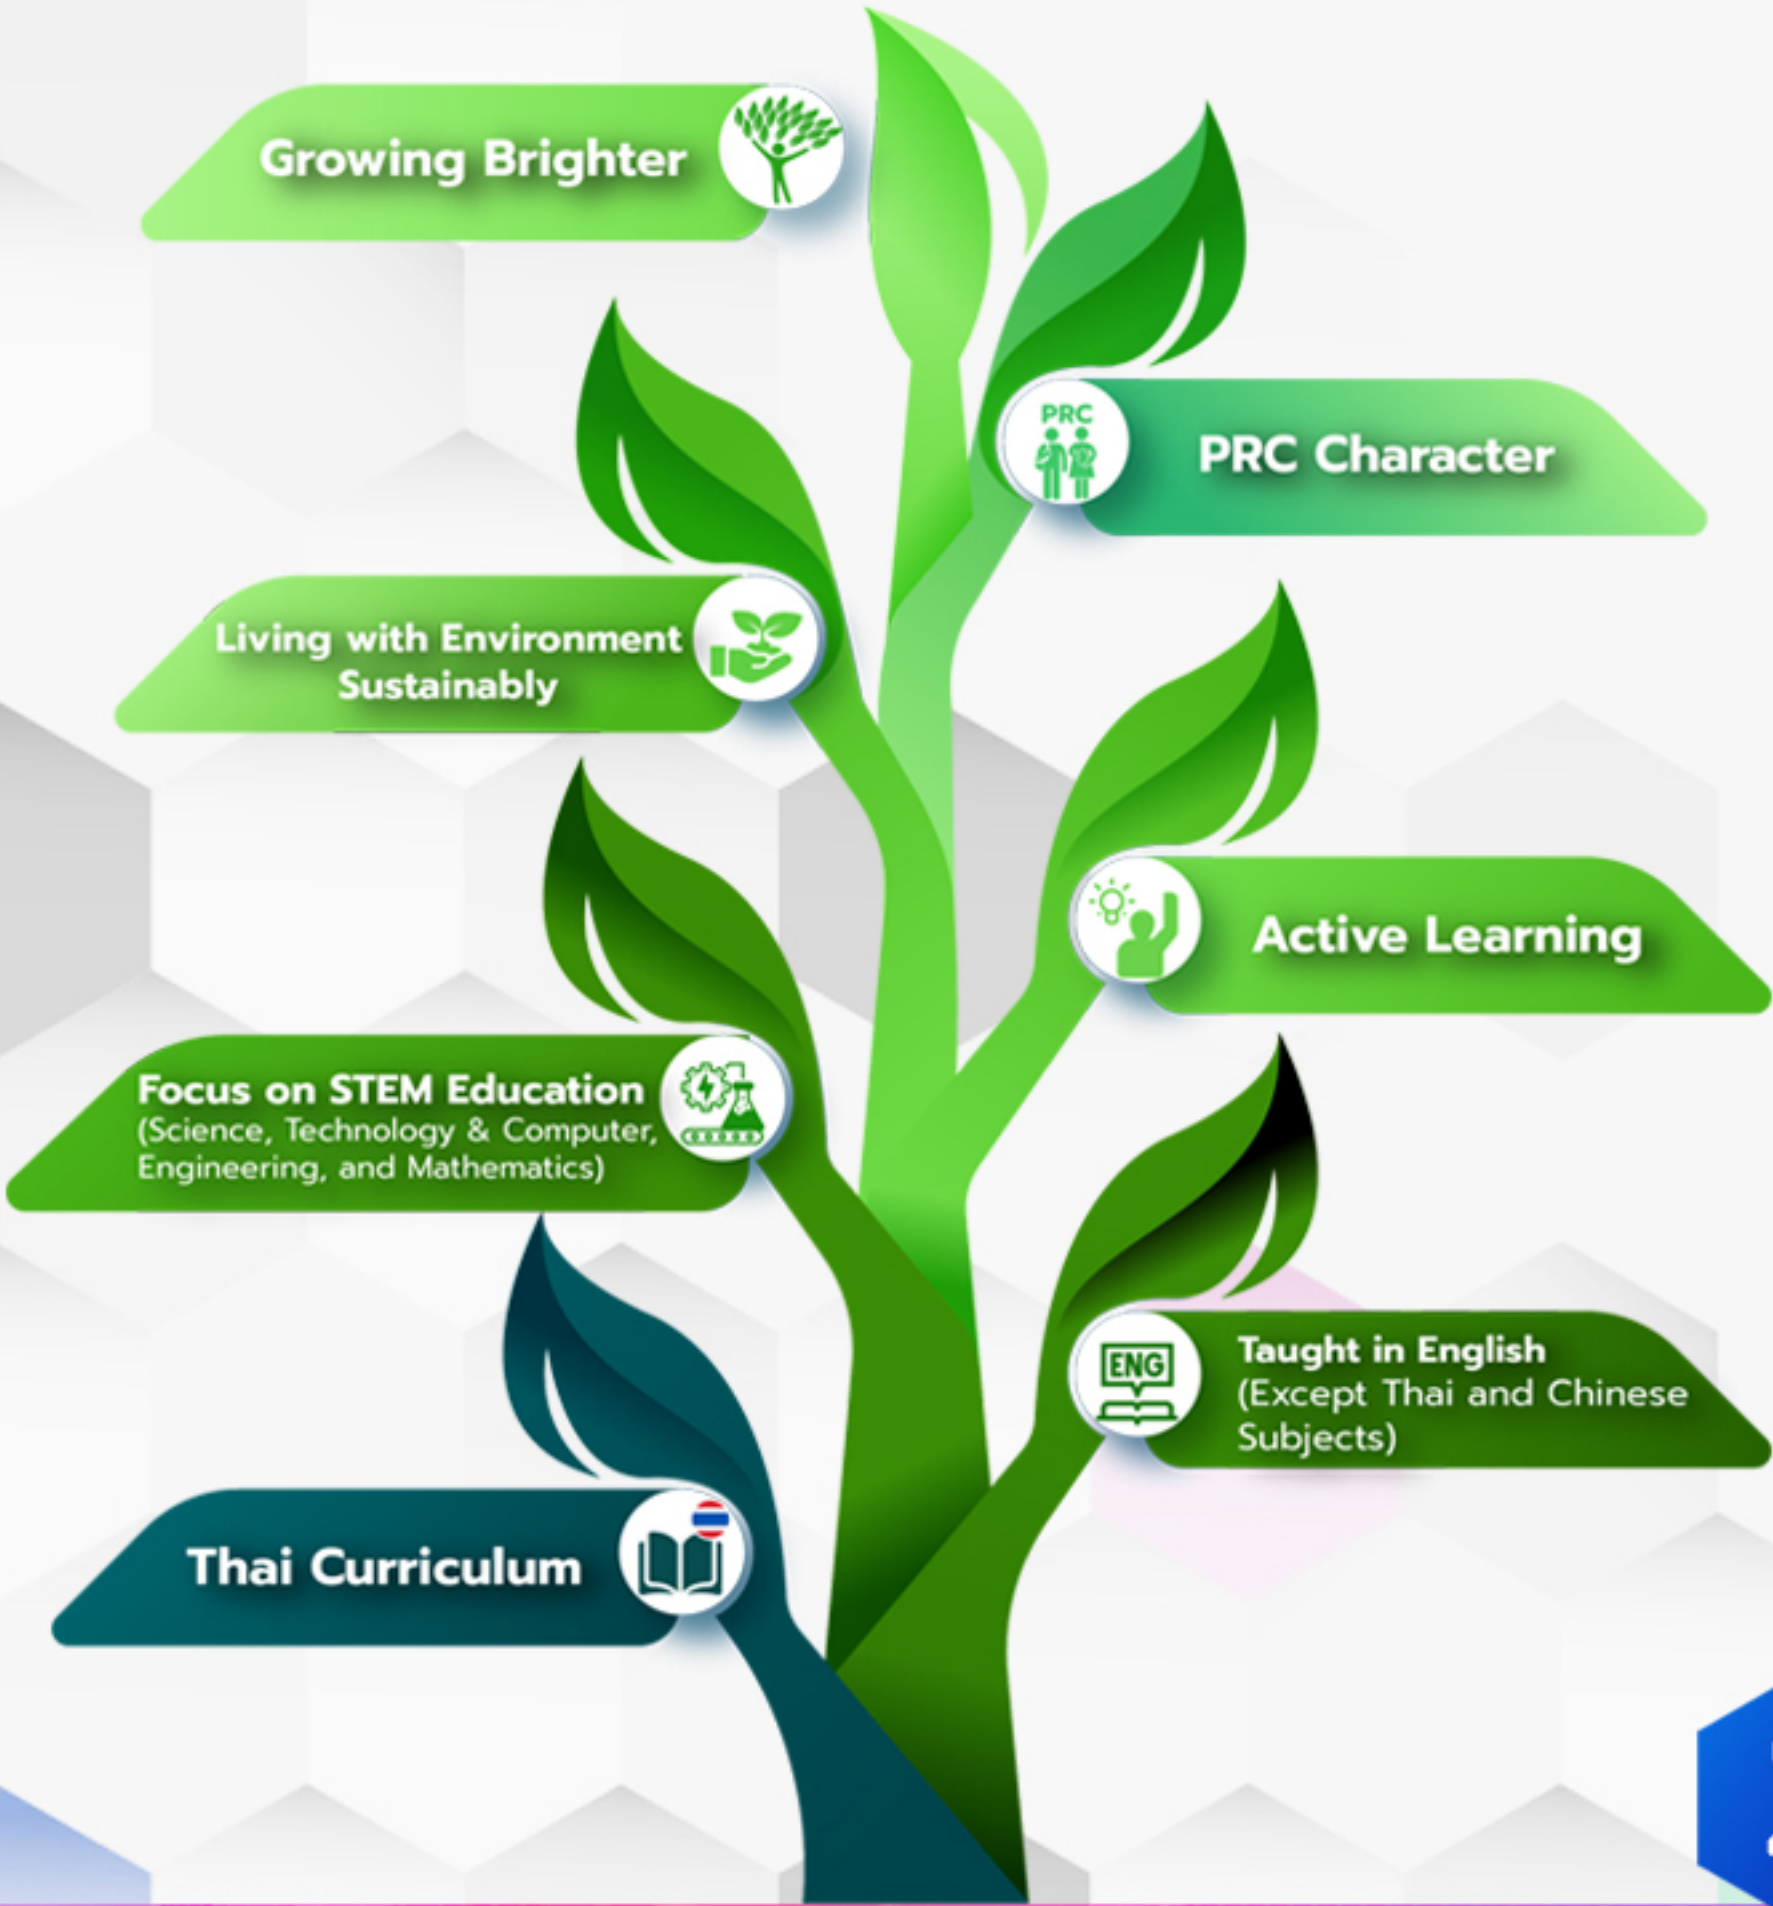 Growing Brighter
PRC
PRC Character
Living with Environment
Sustainably
Active Learning
Focus on STEM Education
(Science, Technology & Computer,
Engineering, and Mathematics)
ENG
Taught in English
(Except Thai and Chinese
Subjects)
Thai Curriculum